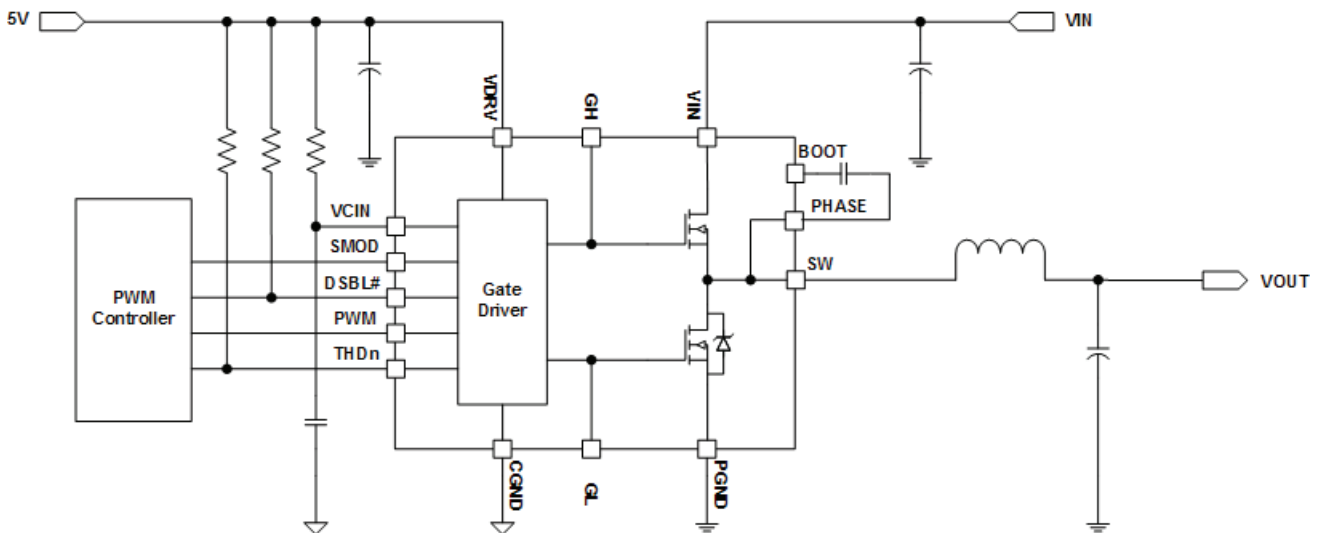 5V
VIN
VDRV
GH
VIN
BOOT
PHASE
VCIN
SMOD
DSBL#
PWM
THDn
SW
PWM
Controller
Gate
Driver
VOUT
CGND
GL
PGND